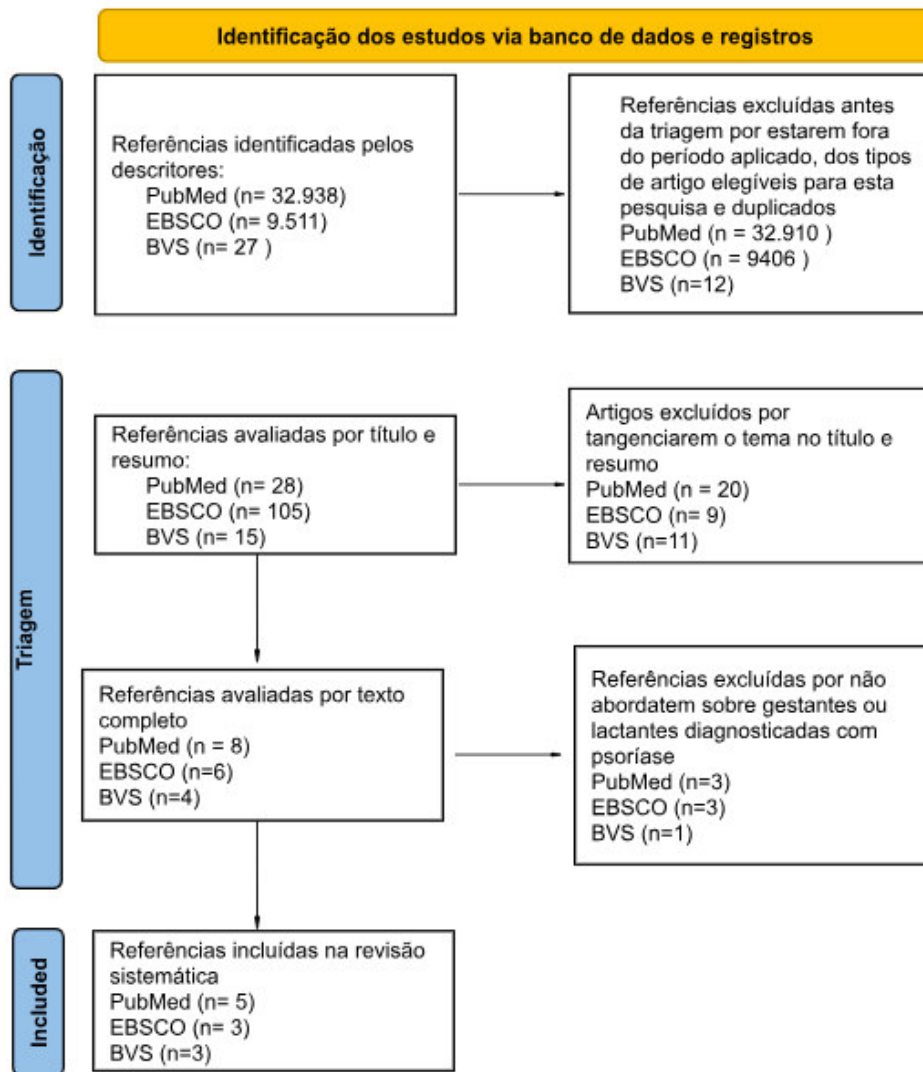 Identificação dos estudos via banco de dados e registros
Identificação
Referências identificadas pelos
descritores:
PubMed (n= 32.938)
EBSCO (n= 9.511)
BVS (n= 27 )
Referências excluídas antes
da triagem por estarem fora
do período aplicado, dos tipos
de artigo elegíveis para esta
pesquisa e duplicados
PubMed (n = 32.910 )
EBSCO (n = 9406 )
BVS (n=12)
Triagem
Referências avaliadas por título e
resumo:
PubMed (n= 28)
EBSCO (n= 105)
BVS (n= 15)
Artigos excluídos por
tangenciarem o tema no título e
resumo
PubMed (n = 20)
EBSCO (n= 9)
BVS (n=11)
Referências avaliadas por texto
completo
PubMed (n = 8)
EBSCO (n=6)
BVS (n=4)
Referências excluídas por não
abordatem sobre gestantes ou
lactantes diagnosticadas com
psoríase
PubMed (n=3)
EBSCO (n=3)
BVS (n=1)
Included
Referências incluídas na revisão
sistemática
PubMed (n= 5)
EBSCO (n= 3)
BVS (n=3)